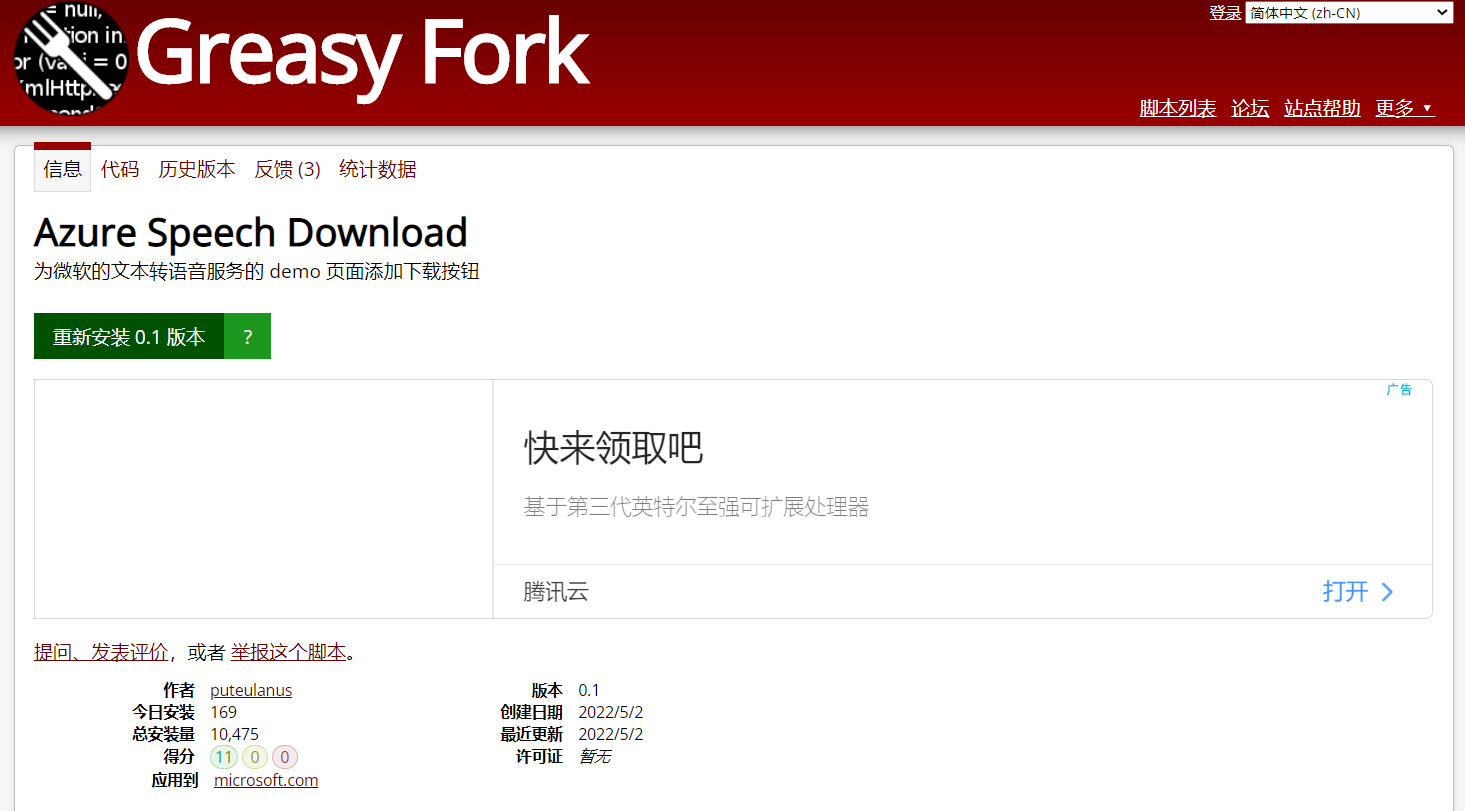 = null,
tion in
or (va i = 0
mlHttp
登录 简体中文 (zh-CN)
Greasy Fork
脚本列表 论坛 站点帮助 更多 ▼
信息 代码 历史版本 反馈 (3) 统计数据
Azure Speech Download
为微软的文本转语音服务的 demo 页面添加下载按钮
重新安装 0.1 版本 ?
广告
快来领取吧
基于第三代英特尔至强可扩展处理器
腾讯云 打开
提问、发表评价，或者 举报这个脚本。
作者 puteulanus 版本 0.1
今日安装 169 创建日期 2022/5/2
总安装量 10,475 最近更新 2022/5/2
得分 11 0 0 许可证 暂无
应用到 microsoft.com